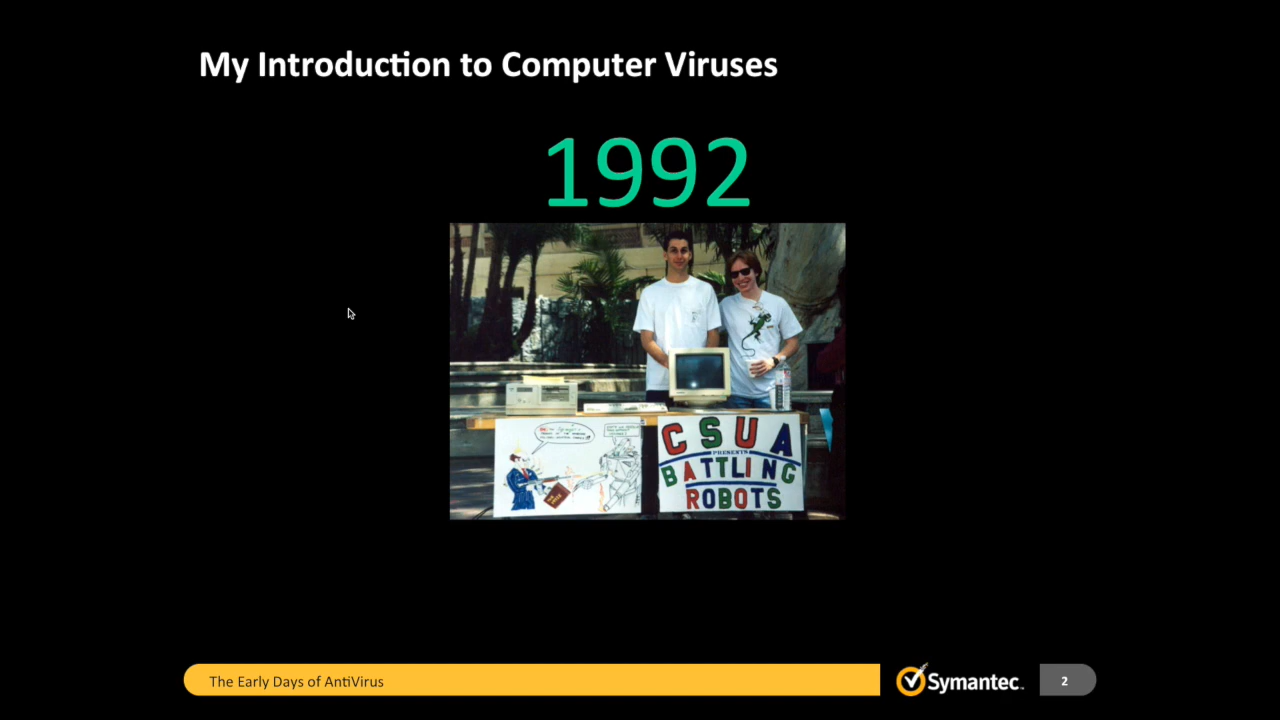 My Introduction to Computer Viruses
1992
CSUA
PRESENTS
BATTLING
ROBOTS
The Early Days of AntiVirus
Symantec
2